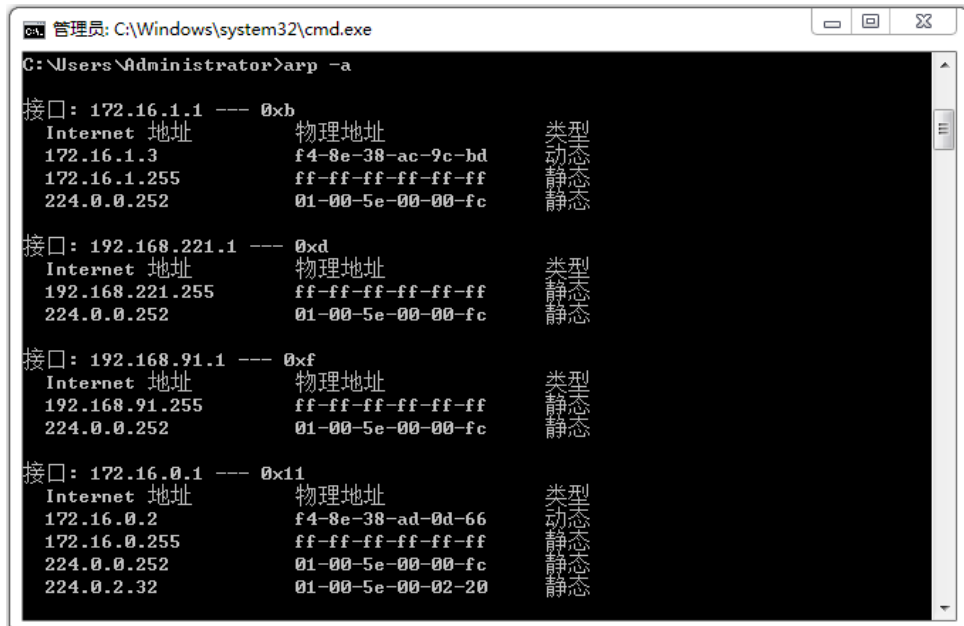 管理员: C:\Windows\system32\cmd.exe
C:\Users\Administrator>arp -a
接口: 172.16.1.1 --- 0xb
Internet 地址 物理地址 类型
172.16.1.3 f4-8e-38-ac-9c-bd 动态
172.16.1.255 ff-ff-ff-ff-ff-ff 静态
224.0.0.252 01-00-5e-00-00-fc 静态
接口: 192.168.221.1 --- 0xd
Internet 地址 物理地址 类型
192.168.221.255 ff-ff-ff-ff-ff-ff 静态
224.0.0.252 01-00-5e-00-00-fc 静态
接口: 192.168.91.1 --- 0xf
Internet 地址 物理地址 类型
192.168.91.255 ff-ff-ff-ff-ff-ff 静态
224.0.0.252 01-00-5e-00-00-fc 静态
接口: 172.16.0.1 --- 0x11
Internet 地址 物理地址 类型
172.16.0.2 f4-8e-38-ad-0d-66 动态
172.16.0.255 ff-ff-ff-ff-ff-ff 静态
224.0.0.252 01-00-5e-00-00-fc 静态
224.0.2.32 01-00-5e-00-02-20 静态